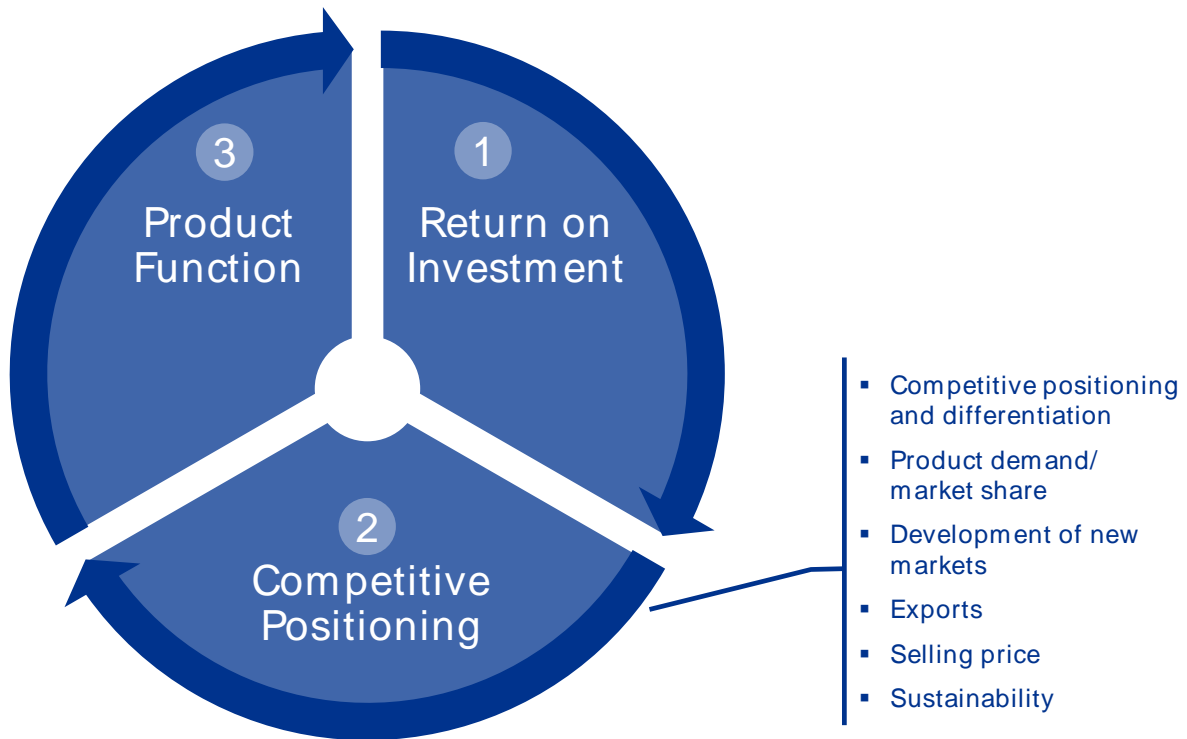 1
Return on
Investment
2
Competitive
Positioning
3
Product
Function
▪ Competitive positioning
and differentiation
▪ Product demand/
market share
▪ Development of new
markets
▪ Exports
▪ Selling price
▪ Sustainability